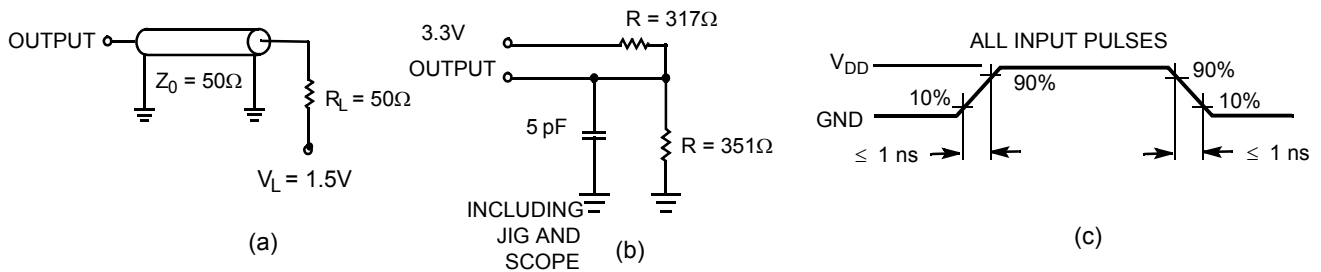 OUTPUT
Z0 = 50Ω
RL = 50Ω
VL = 1.5V
(a)
R = 317Ω
3.3V
OUTPUT
5 pF
R = 351Ω
INCLUDING
JIG AND
SCOPE
(b)
ALL INPUT PULSES
VDD
90%
90%
10%
10%
GND
≤ 1 ns
≤ 1 ns
(c)